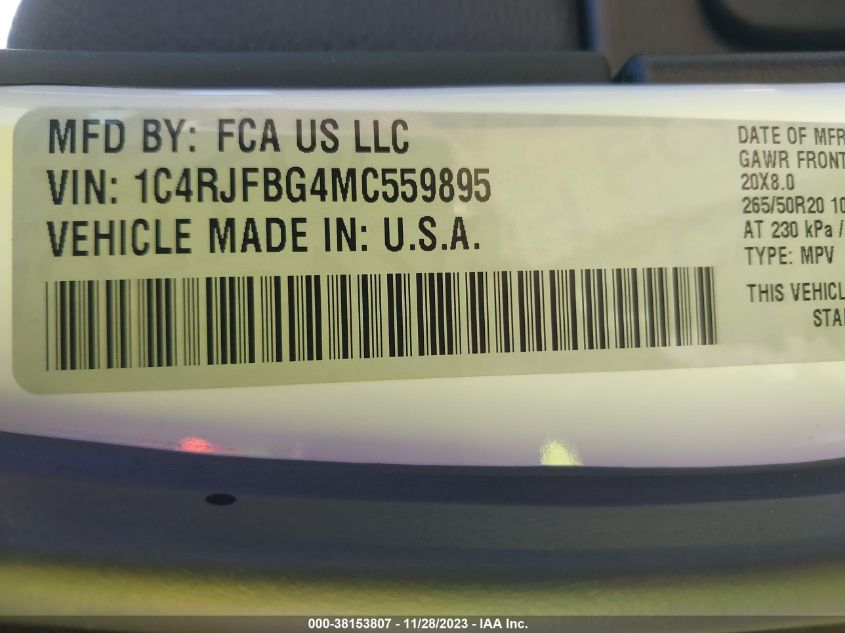 MFD BY: FCA US LLC
VIN: 1C4RJFBG4MC559895
VEHICLE MADE IN: U.S.A.
DATE OF MFR
GAWR FRONT
20X8.0
265/50R20 10
AT 230 kPa /
TYPE: MPV
THIS VEHICL
STA
000-38153807 - 11/28/2023 - IAA Inc.